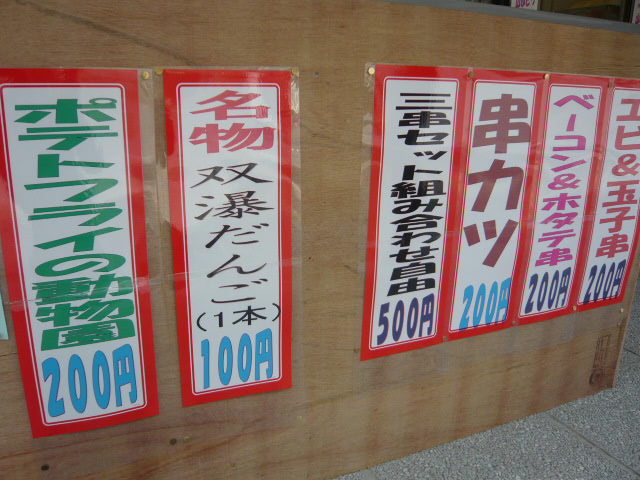 ポテトフライの動物園
200円
名物
双瀑だんご
(1本)
100円
三串セット組み合わせ自由
500円
串カツ
200円
ベーコン&ホタテ串
200円
エビ&玉子串
200円